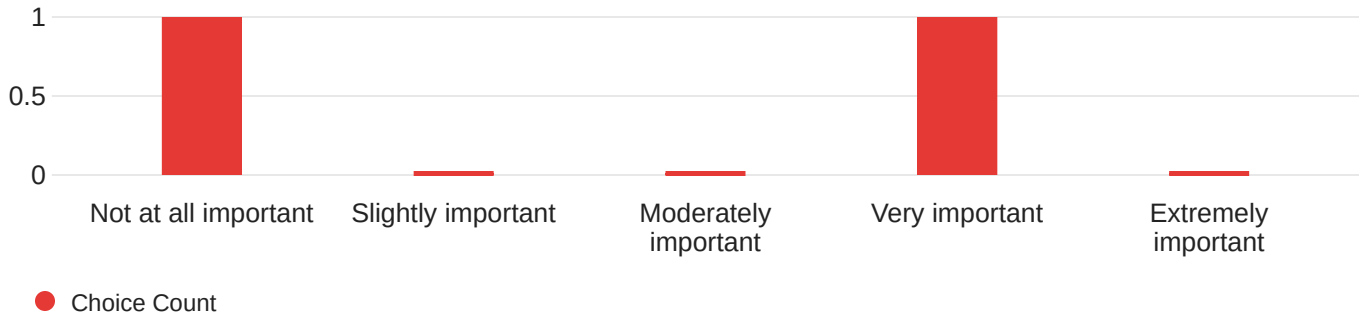 1
0.5
0
Not at all important
Slightly important
Moderately
important
Very important
Extremely
important
Choice Count